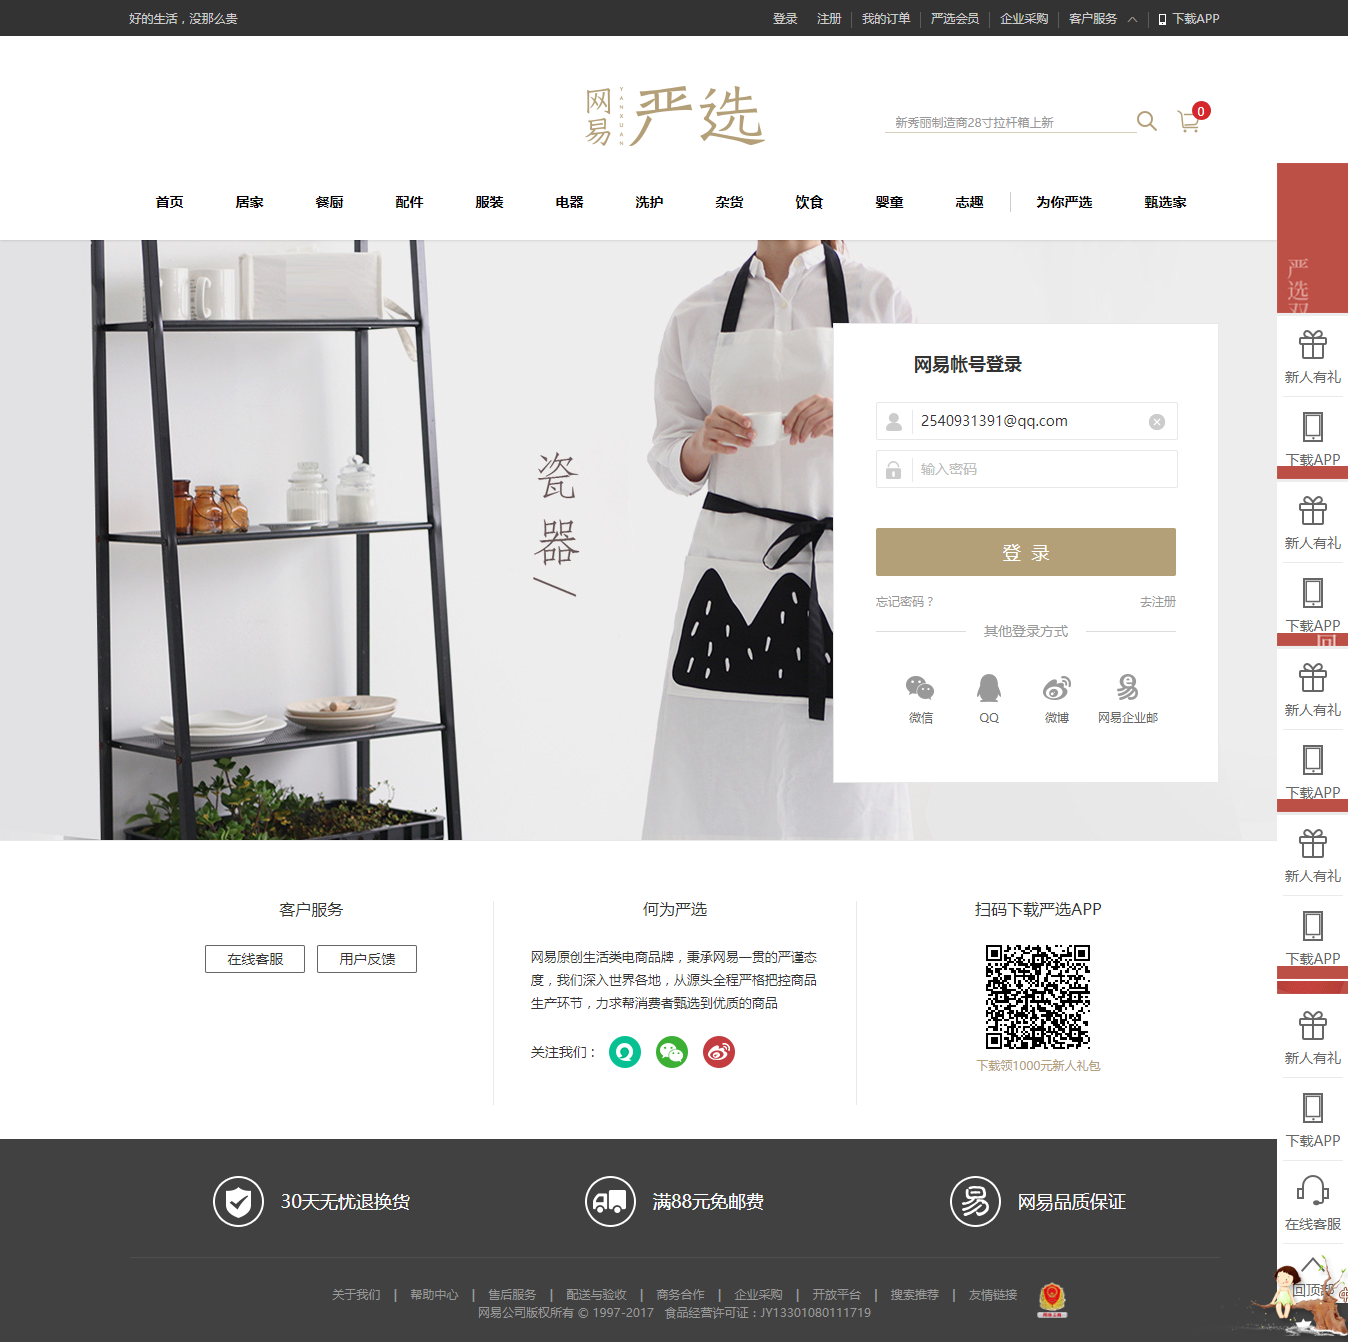 好的生活，没那么贵
登录 注册 我的订单 严选会员 企业采购 客户服务 下载APP
网易 YANXUAN 严选
新秀丽制造商28寸拉杆箱上新
0
首页 居家 餐厨 配件 服装 电器 洗护 杂货 饮食 婴童 志趣 为你严选 甄选家
严选双
瓷器/
网易帐号登录
2540931391@qq.com
输入密码
登 录
忘记密码？ 去注册
其他登录方式
微信 QQ 微博 网易企业邮
新人有礼
下载APP
新人有礼
下载APP
回
新人有礼
下载APP
新人有礼
下载APP
新人有礼
下载APP
在线客服
回顶部
客户服务
在线客服 用户反馈
何为严选
网易原创生活类电商品牌，秉承网易一贯的严谨态
度，我们深入世界各地，从源头全程严格把控商品
生产环节，力求帮消费者甄选到优质的商品
关注我们：
扫码下载严选APP
下载领1000元新人礼包
30天无忧退换货
满88元免邮费
易 网易品质保证
关于我们 | 帮助中心 | 售后服务 | 配送与验收 | 商务合作 | 企业采购 | 开放平台 | 搜索推荐 | 友情链接
网易公司版权所有 © 1997-2017 食品经营许可证：JY13301080111719